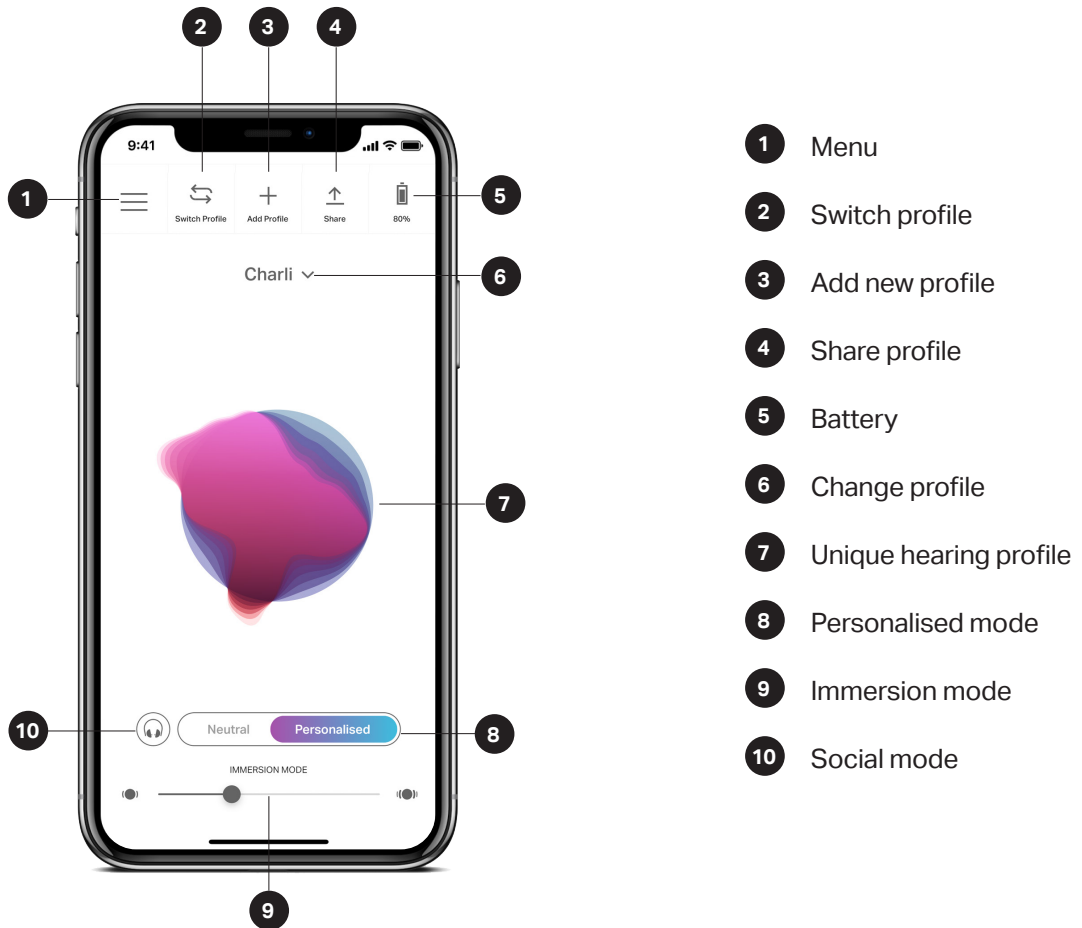 2 3 4
9:41
1
Switch Profile Add Profile Share 80%
5
Charli
6
7
10
Neutral Personalised
8
IMMERSION MODE
9
1 Menu
2 Switch profile
3 Add new profile
4 Share profile
5 Battery
6 Change profile
7 Unique hearing profile
8 Personalised mode
9 Immersion mode
10 Social mode